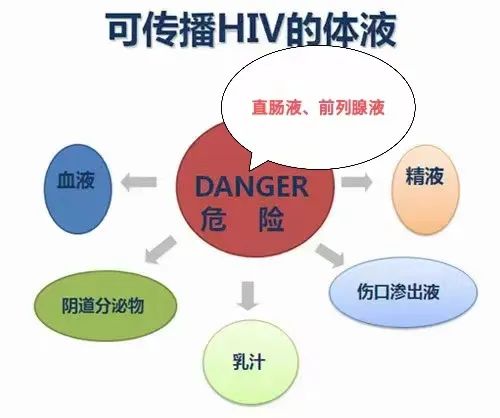 可传播HIV的体液
直肠液、前列腺液
血液
DANGER
危 险
精液
阴道分泌物
伤口渗出液
乳汁